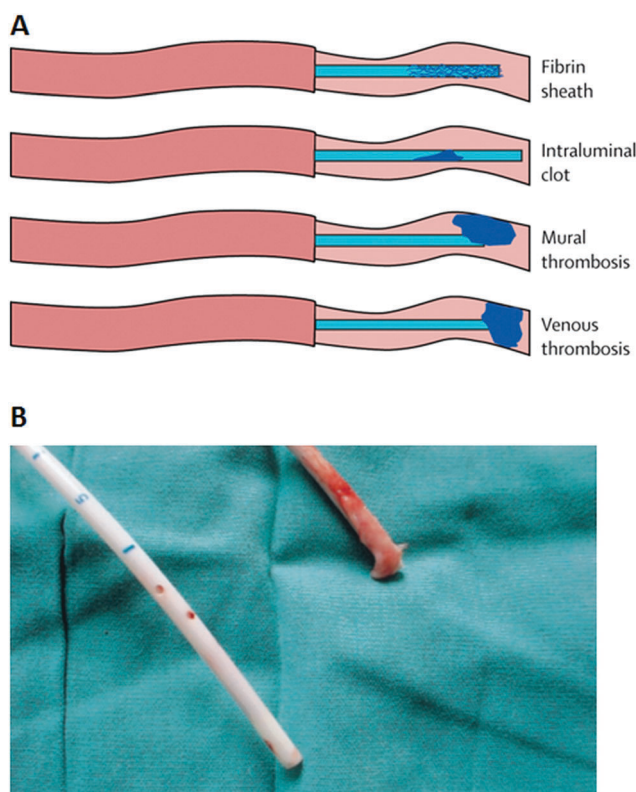 A
Fibrin
sheath
Intraluminal
clot
Mural
thrombosis
Venous
thrombosis
B
5